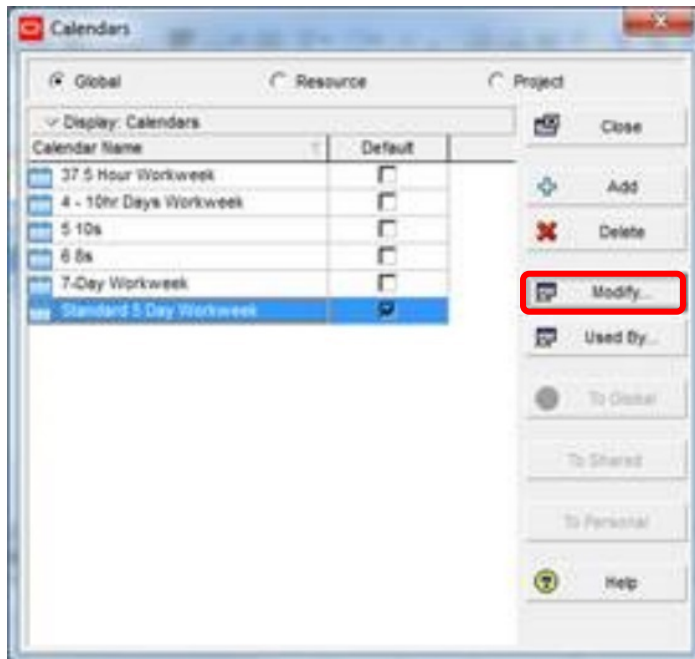 Calendars
Global Resource Project
Display: Calendars
Calendar Name Default
37.5 Hour Workweek
4 - 10hr Days Workweek
5 10s
6 8s
7-Day Workweek
Standard 5 Day Workweek
Close
Add
Delete
Modify...
Used By...
To Global
To Shared
To Personal
Help